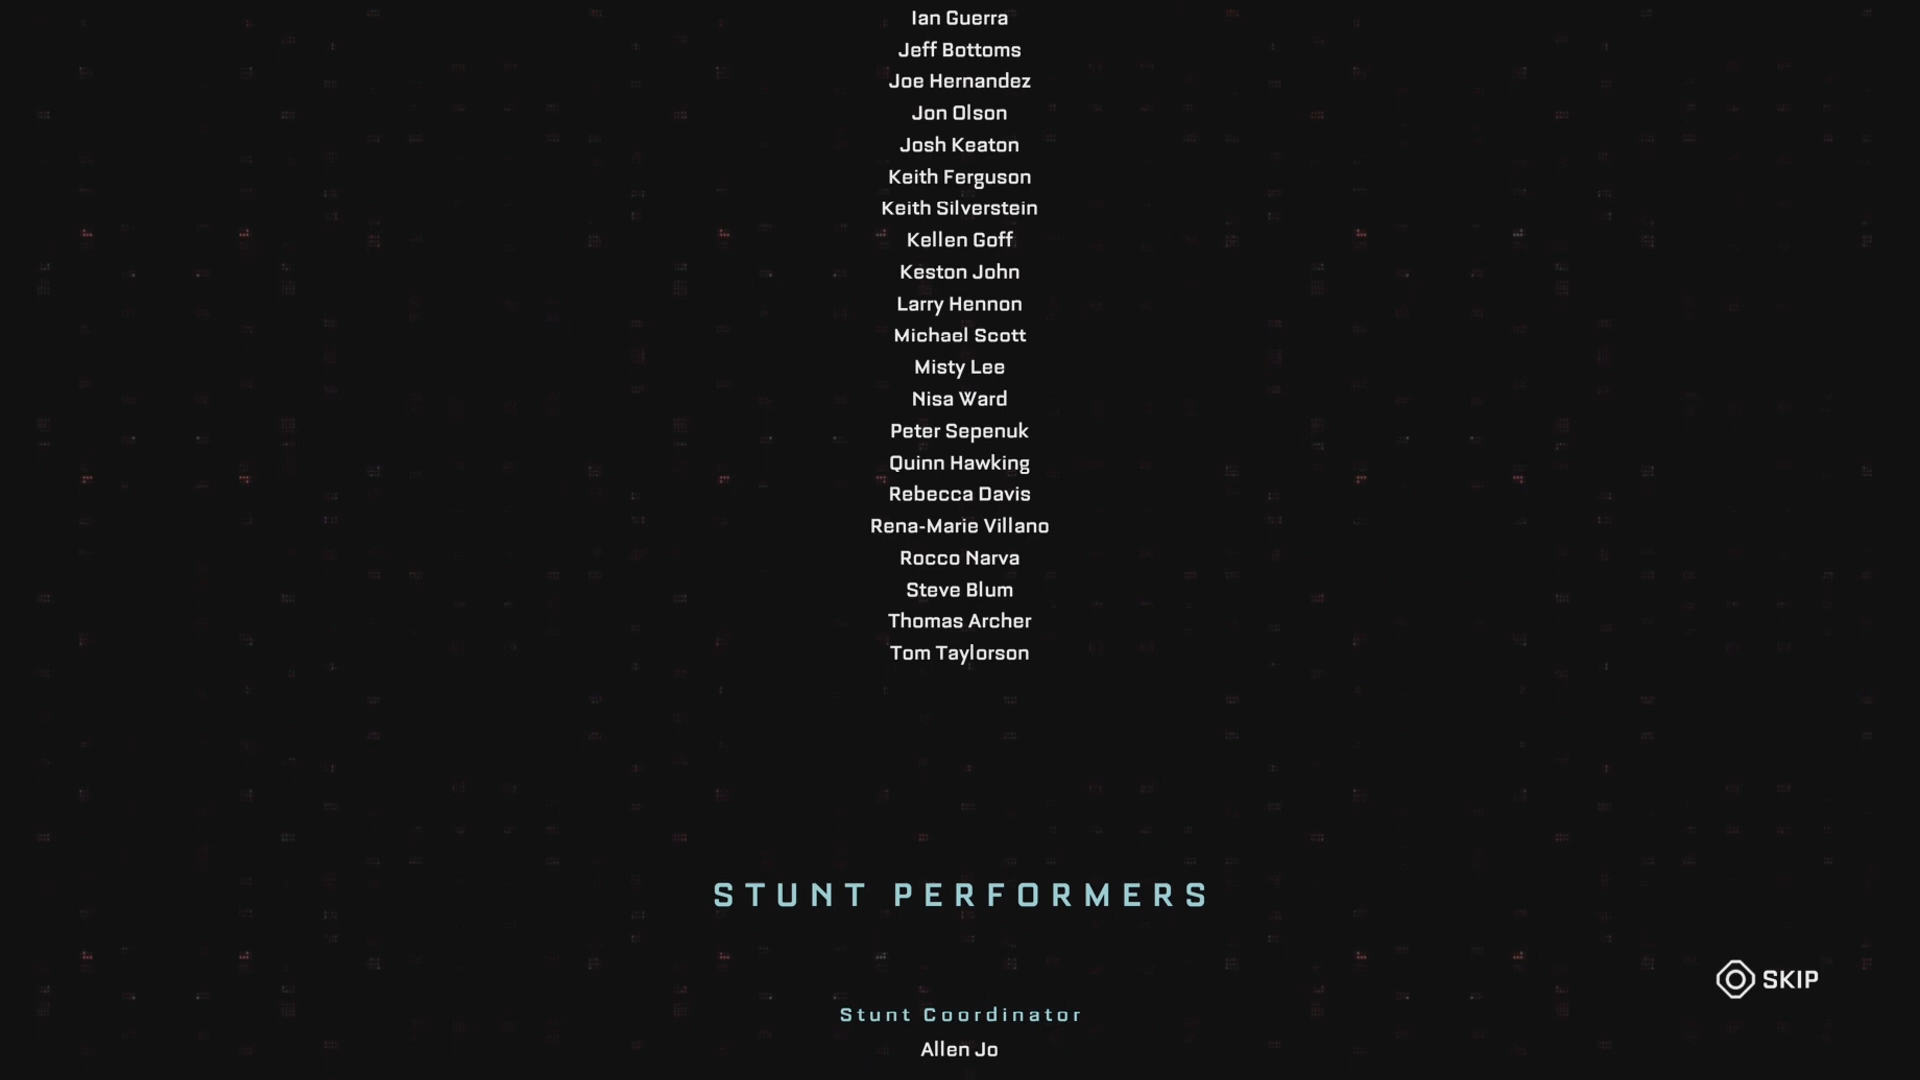 Ian Guerra
Jeff Bottoms
Joe Hernandez
Jon Olson
Josh Keaton
Keith Ferguson
Keith Silverstein
Kellen Goff
Keston John
Larry Hennon
Michael Scott
Misty Lee
Nisa Ward
Peter Sepenuk
Quinn Hawking
Rebecca Davis
Rena-Marie Villano
Rocco Narva
Steve Blum
Thomas Archer
Tom Taylorson
STUNT PERFORMERS
SKIP
Stunt Coordinator
Allen Jo